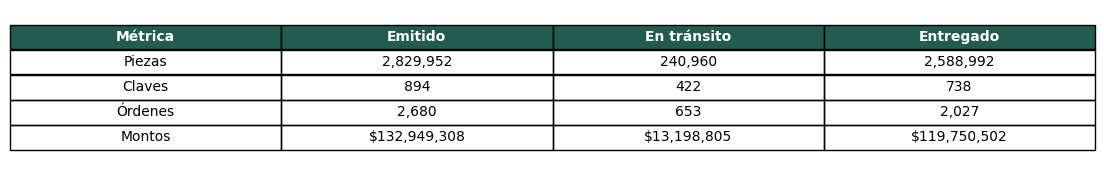 Métrica Emitido En tránsito Entregado
Piezas 2,829,952 240,960 2,588,992
Claves 894 422 738
Órdenes 2,680 653 2,027
Montos $132,949,308 $13,198,805 $119,750,502